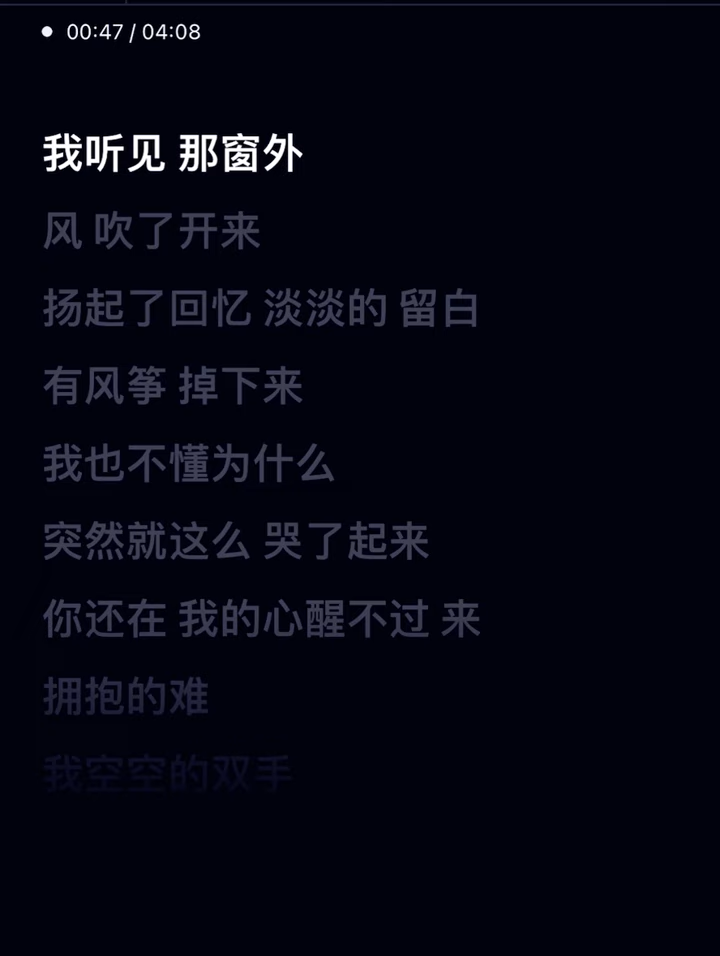 00:47 / 04:08
我听见 那窗外
风 吹了开来
扬起了回忆 淡淡的 留白
有风筝 掉下来
我也不懂为什么
突然就这么 哭了起来
你还在 我的心醒不过 来
拥抱的难
我空空的双手